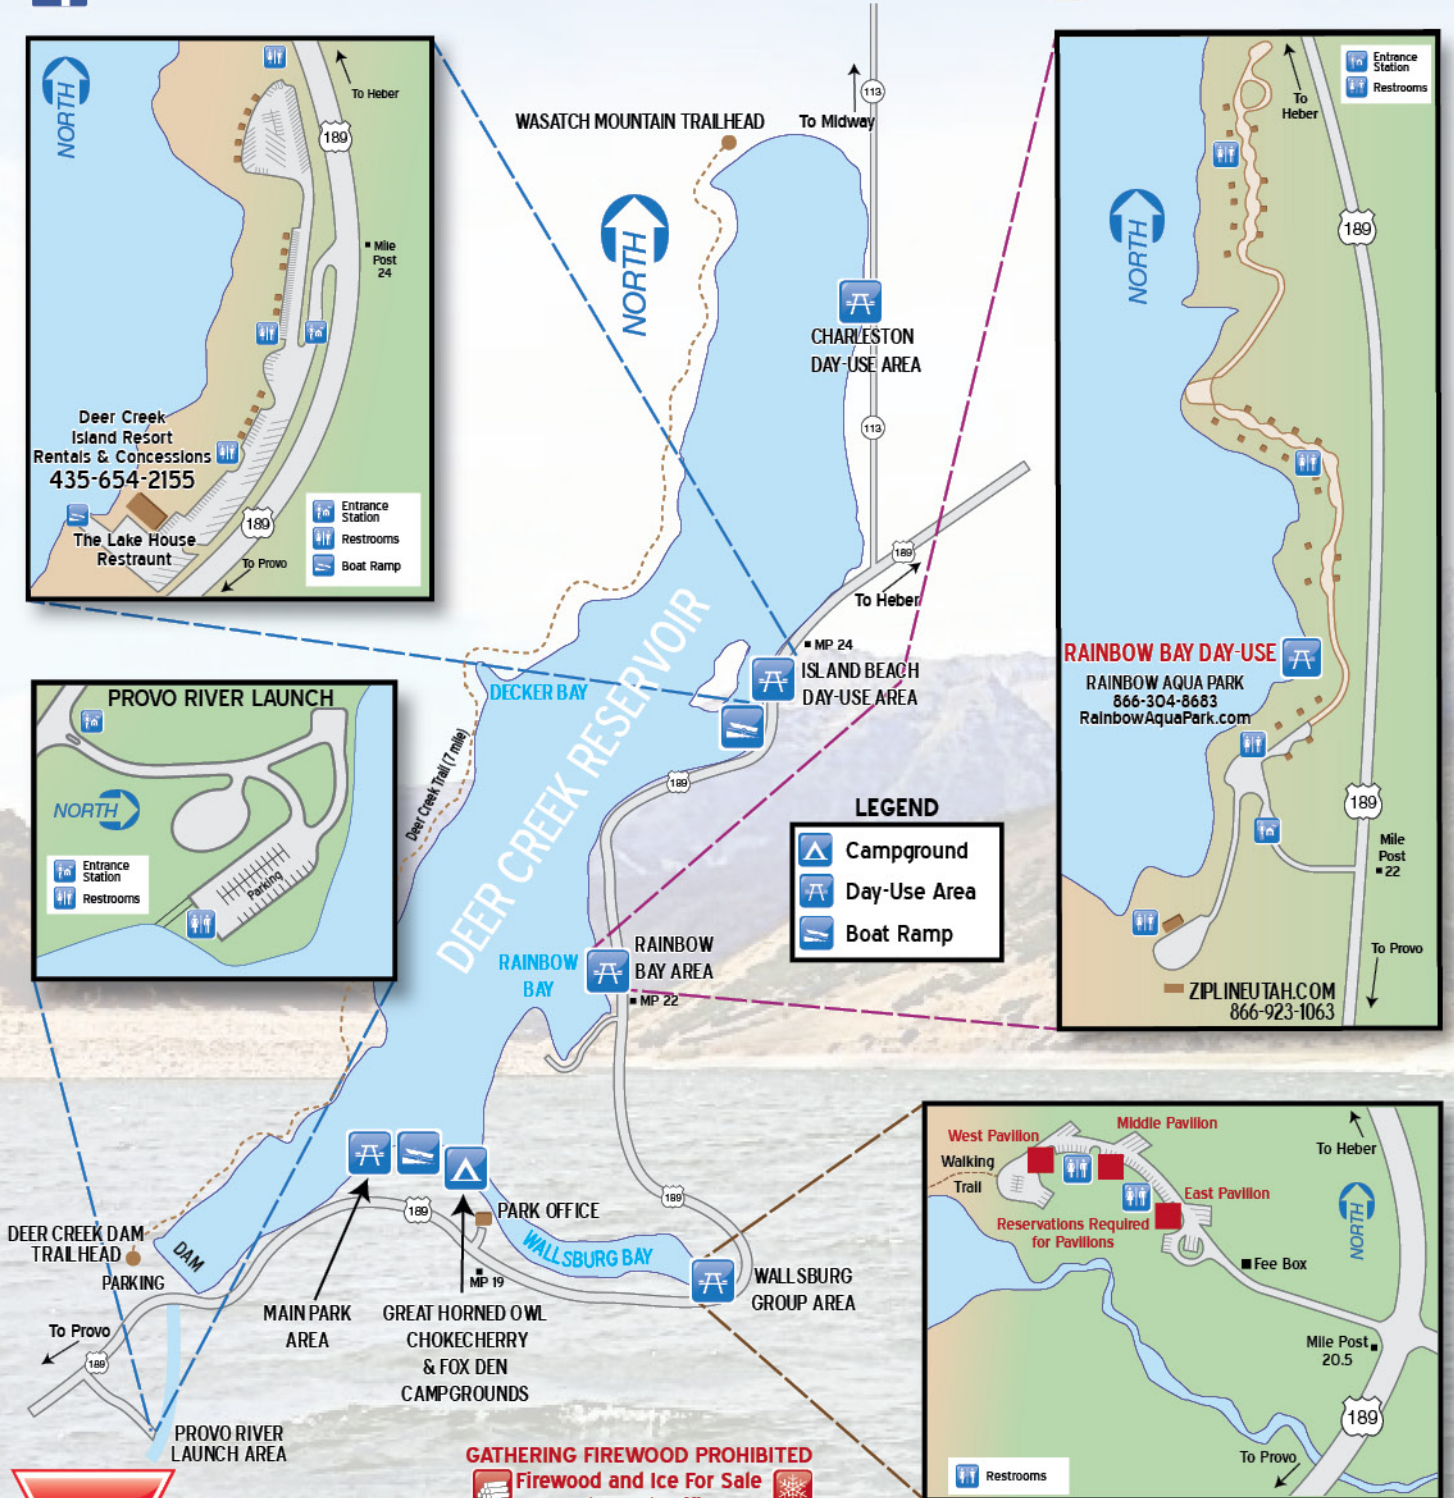 NORTH
To Heber
189
Mile
Post
24
Deer Creek
Island Resort
Rentals & Concessions
435-654-2155
The Lake House
Restraunt
189
To Provo
Entrance
Station
Restrooms
Boat Ramp
WASATCH MOUNTAIN TRAILHEAD
To Midway
113
NORTH
CHARLESTON
DAY-USE AREA
113
189
To Heber
MP 24
ISLAND BEACH
DAY-USE AREA
DECKER BAY
DEER CREEK RESERVOIR
Deer Creek Trail (7 mile)
189
LEGEND
Campground
Day-Use Area
Boat Ramp
RAINBOW
BAY
RAINBOW
BAY AREA
MP 22
PROVO RIVER LAUNCH
NORTH
Entrance
Station
Restrooms
Parking
Entrance
Station
Restrooms
To
Heber
189
NORTH
RAINBOW BAY DAY-USE
RAINBOW AQUA PARK
866-304-8683
RainbowAquaPark.com
189
Mile
Post
22
To Provo
ZIPLINEUTAH.COM
866-923-1063
189
189
PARK OFFICE
WALLSBURG BAY
DEER CREEK DAM
TRAILHEAD
PARKING
DAM
MP 19
WALLSBURG
GROUP AREA
MAIN PARK
AREA
GREAT HORNED OWL
CHOKECHERRY
& FOX DEN
CAMPGROUNDS
To Provo
189
PROVO RIVER
LAUNCH AREA
Middle Pavilion
West Pavilion
Walking
Trail
East Pavilion
Reservations Required
for Pavilions
To Heber
NORTH
Fee Box
Mile Post
20.5
189
To Provo
Restrooms
GATHERING FIREWOOD PROHIBITED
Firewood and Ice For Sale